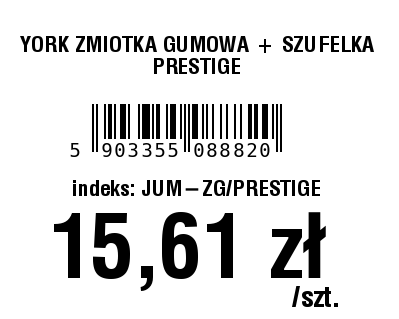 YORK ZMIOTKA GUMOWA + SZUFELKA
PRESTIGE
5 903355 088820
indeks: JUM-ZG/PRESTIGE
15,61 zł
/szt.